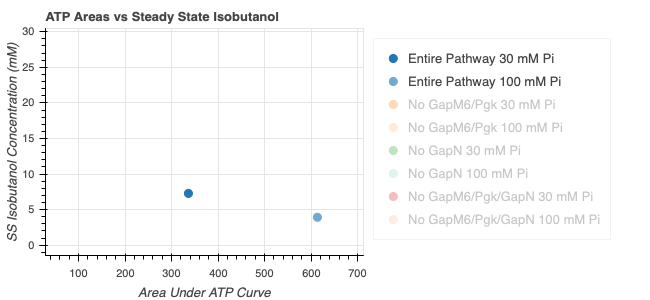 ATP Areas vs Steady State Isobutanol
30
25
20
15
10
5
0
SS Isobutanol Concentration (mM)
100 200 300 400 500 600 700
Area Under ATP Curve
Entire Pathway 30 mM Pi
Entire Pathway 100 mM Pi
No GapM6/Pgk 30 mM Pi
No GapM6/Pgk 100 mM Pi
No GapN 30 mM Pi
No GapN 100 mM Pi
No GapM6/Pgk/GapN 30 mM Pi
No GapM6/Pgk/GapN 100 mM Pi